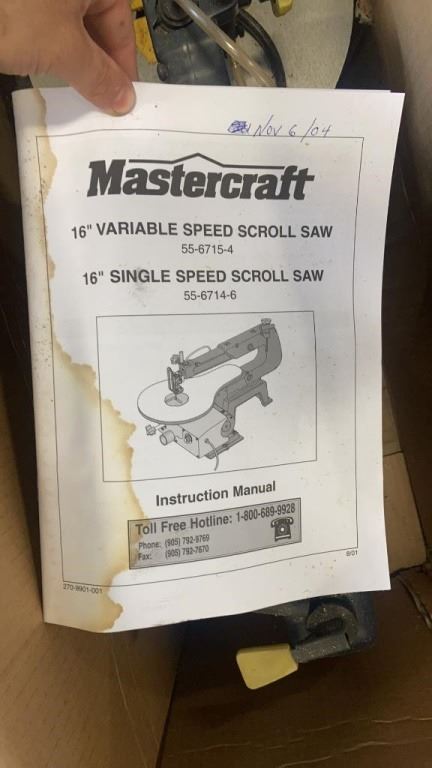 Nov 6/04
Mastercraft
16" VARIABLE SPEED SCROLL SAW
55-6715-4
16" SINGLE SPEED SCROLL SAW
55-6714-6
Instruction Manual
Toll Free Hotline: 1-800-689-9928
Phone: (905) 792-9769
Fax: (905) 792-7670
270-9901-001
8/01